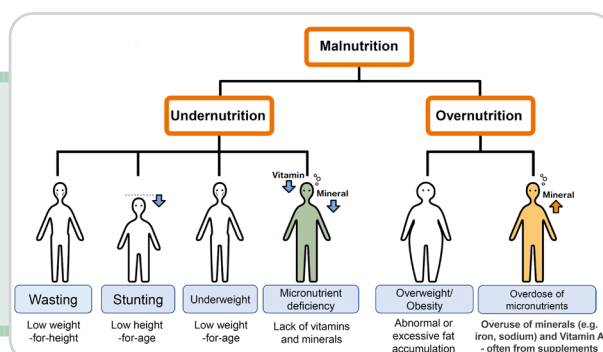 Malnutrition
Undernutrition
Overnutrition
Vitamin
Mineral
Mineral
Wasting
Stunting
Underweight
Micronutrient
deficiency
Overweight/
Obesity
Overdose of
micronutrients
Low weight
-for-height
Low height
-for-age
Low weight
-for-age
Lack of vitamins
and minerals
Abnormal or
excessive fat
accumulation
Overuse of minerals (e.g.
iron, sodium) and Vitamin A
- often from supplements